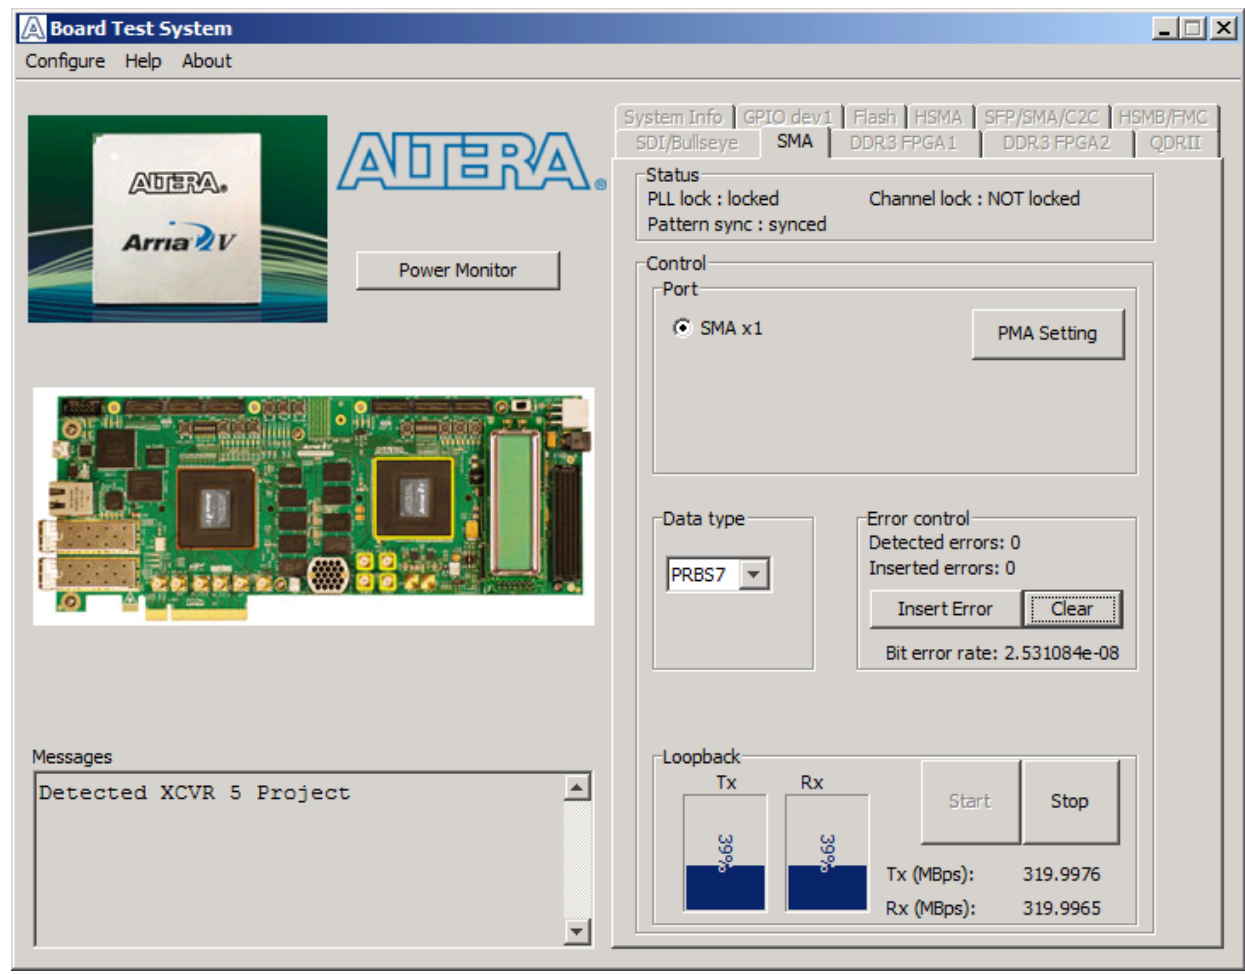 Board Test System
Configure Help About
ALTERA®
Arria V
ALTERA®
Power Monitor
Messages
Detected XCVR 5 Project
System Info GPIO dev1 Flash HSMA SFP/SMA/C2C HSMB/FMC
SDI/Bullseye SMA DDR3 FPGA1 DDR3 FPGA2 QDRII
Status
PLL lock : locked Channel lock : NOT locked
Pattern sync : synced
Control
Port
SMA x1
PMA Setting
Data type
PRBS7
Error control
Detected errors: 0
Inserted errors: 0
Insert Error Clear
Bit error rate: 2.531084e-08
Loopback
Tx Rx
39% 39%
Start Stop
Tx (MBps): 319.9976
Rx (MBps): 319.9965